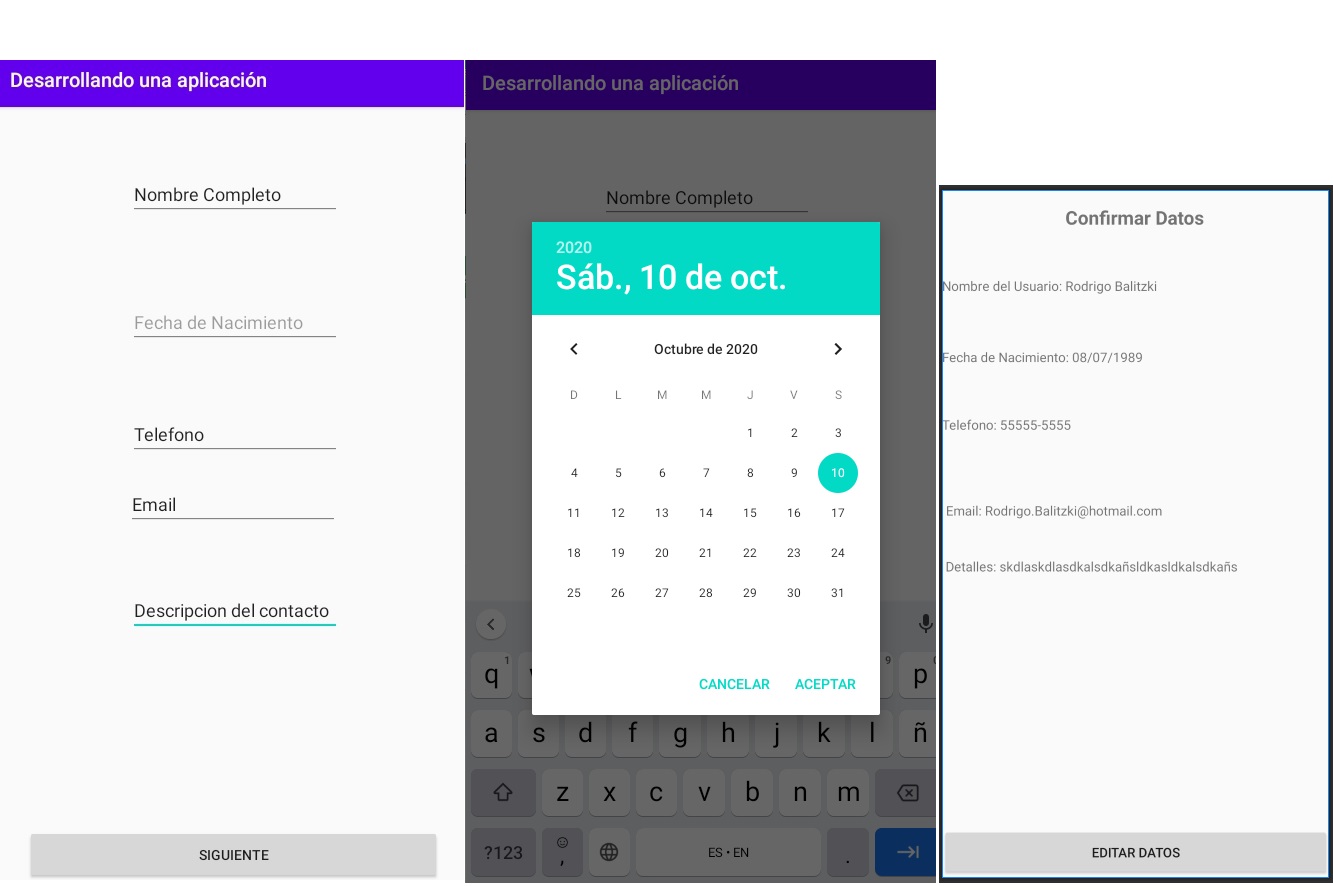 Desarrollando una aplicación
Nombre Completo
Fecha de Nacimiento
Telefono
Email
Descripcion del contacto
SIGUIENTE
Desarrollando una aplicación
Nombre Completo
2020
Sáb., 10 de oct.
Octubre de 2020
D L M M J V S
1 2 3
4 5 6 7 8 9 10
11 12 13 14 15 16 17
18 19 20 21 22 23 24
25 26 27 28 29 30 31
CANCELAR ACEPTAR
1 9
q p
a s d f g h j k l ñ
z x c v b n m
?123 , ES • EN .
Confirmar Datos
Nombre del Usuario: Rodrigo Balitzki
Fecha de Nacimiento: 08/07/1989
Telefono: 55555-5555
Email: Rodrigo.Balitzki@hotmail.com
Detalles: skdlaskdlasdkalsdkañsldkasldkalsdkañs
EDITAR DATOS